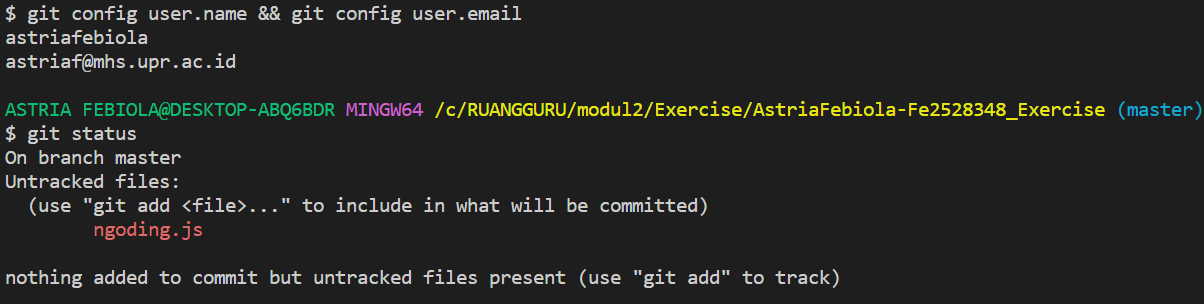 $ git config user.name && git config user.email
astriafebiola
astriaf@mhs.upr.ac.id
ASTRIA FEBIOLA@DESKTOP-ABQ6BDR MINGW64 /c/RUANGGURU/modul2/Exercise/AstriaFebiola-Fe2528348_Exercise (master)
$ git status
On branch master
Untracked files:
  (use "git add <file>..." to include in what will be committed)
        ngoding.js
nothing added to commit but untracked files present (use "git add" to track)